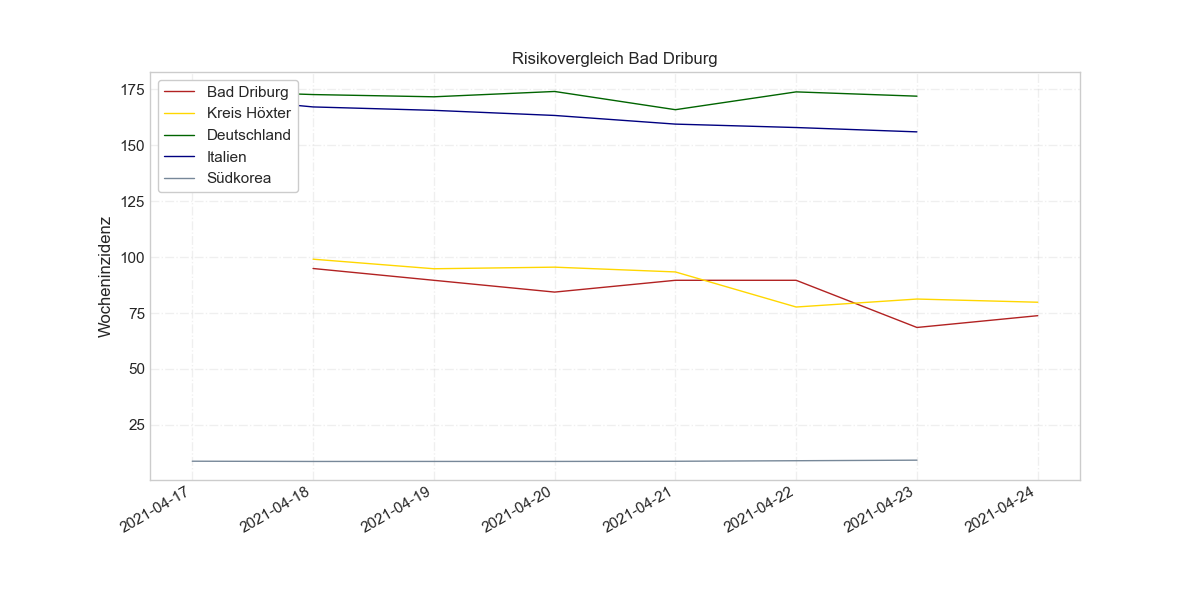 Risikovergleich Bad Driburg
Wocheninzidenz
175
150
125
100
75
50
25
Bad Driburg
Kreis Höxter
Deutschland
Italien
Südkorea
2021-04-17
2021-04-18
2021-04-19
2021-04-20
2021-04-21
2021-04-22
2021-04-23
2021-04-24